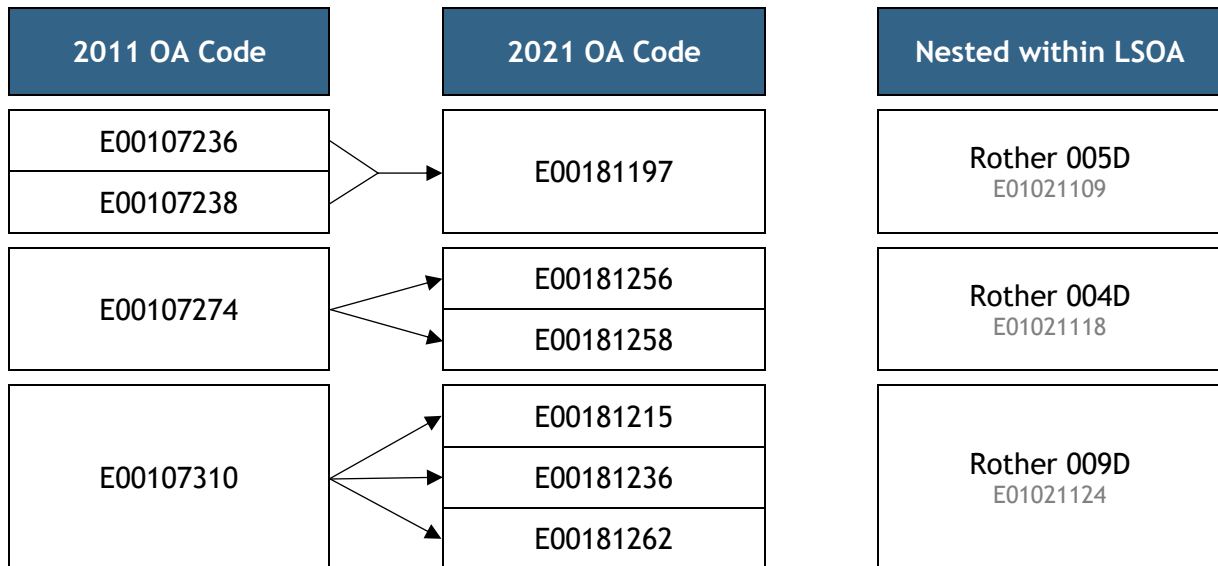 2011 OA Code
2021 OA Code
Nested within LSOA
E00107236
E00107238
E00181197
Rother 005D
E01021109
E00107274
E00181256
E00181258
Rother 004D
E01021118
E00107310
E00181215
E00181236
E00181262
Rother 009D
E01021124